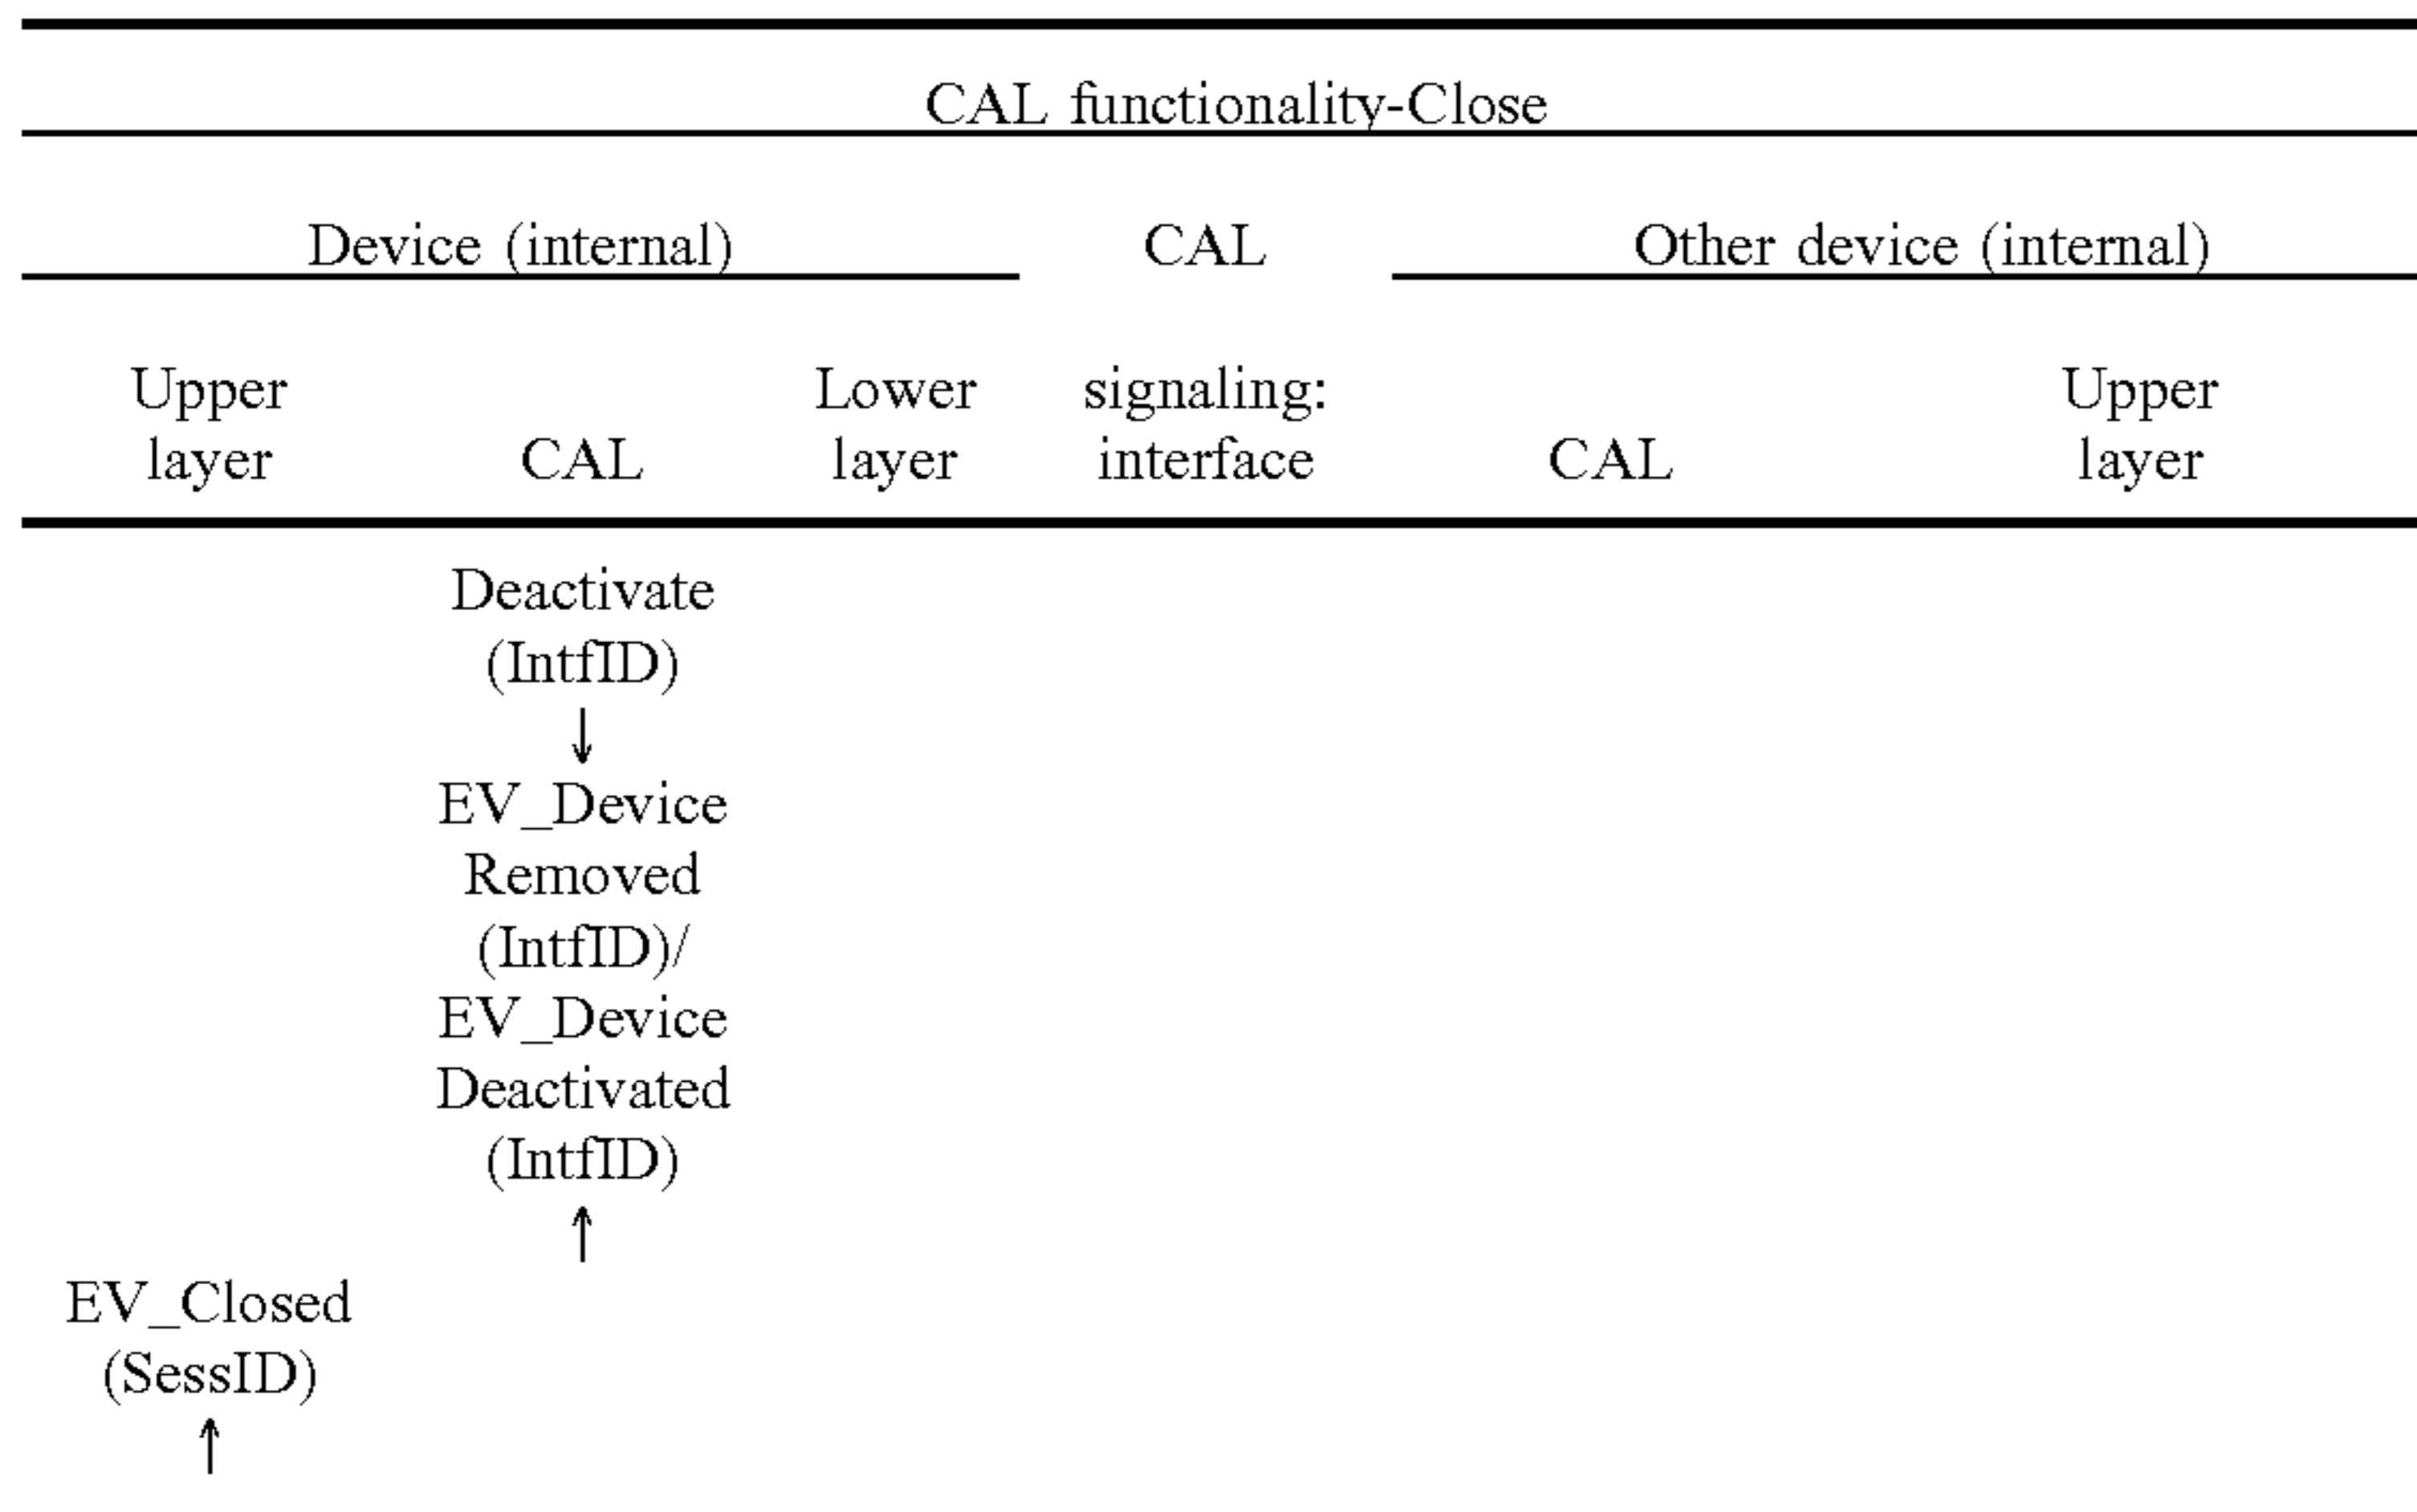 CAL functionality-Close
Device (internal) CAL Other device (internal)
Upper Lower signaling: Upper
layer CAL layer interface CAL layer
Deactivate
(IntfID)
↓
EV_Device
Removed
(IntfID)/
EV_Device
Deactivated
(IntfID)
↑
EV_Closed
(SessID)
↑